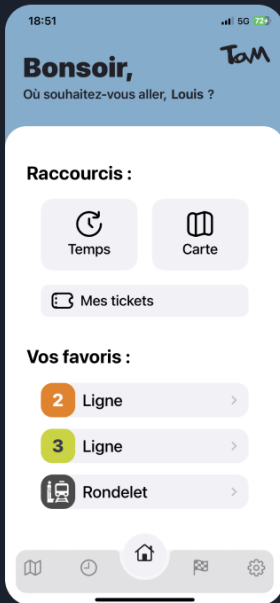 18:51
5G 72+
TaM
Bonsoir,
Où souhaitez-vous aller, Louis ?
Raccourcis :
Temps
Carte
Mes tickets
Vos favoris :
2 Ligne
3 Ligne
Rondelet